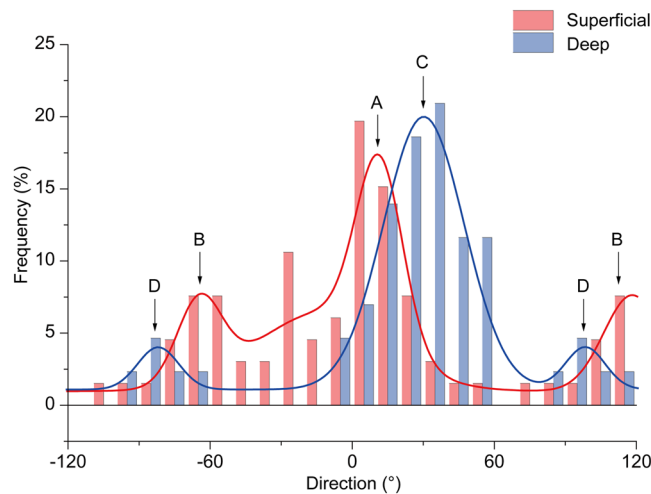 Superficial
Deep
25
20
15
10
5
0
Frequency (%)
A
B
C
D
B
D
-120
-60
0
60
120
Direction (°)